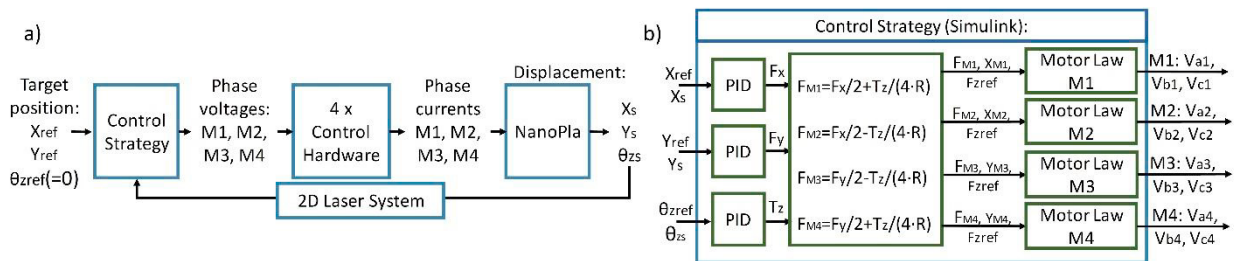 a)
Target
position:
Xref
Yref
θzref(=0)
Control
Strategy
Phase
voltages:
M1, M2,
M3, M4
4 x
Control
Hardware
Phase
currents
M1, M2,
M3, M4
NanoPla
Displacement:
Xs
Ys
θzs
2D Laser System
b)
Control Strategy (Simulink):
Xref
Xs
PID
Fx
Yref
Ys
PID
Fy
θzref
θzs
PID
Tz
FM1=Fx/2+Tz/(4·R)
FM2=Fx/2-Tz/(4·R)
FM3=Fy/2-Tz/(4·R)
FM4=Fy/2+Tz/(4·R)
FM1, XM1,
Fzref
Motor Law
M1
M1: Va1,
Vb1, Vc1
FM2, XM2,
Fzref
Motor Law
M2
M2: Va2,
Vb2, Vc2
FM3, YM3,
Fzref
Motor Law
M3
M3: Va3,
Vb3, Vc3
FM4, YM4,
Fzref
Motor Law
M4
M4: Va4,
Vb4, Vc4